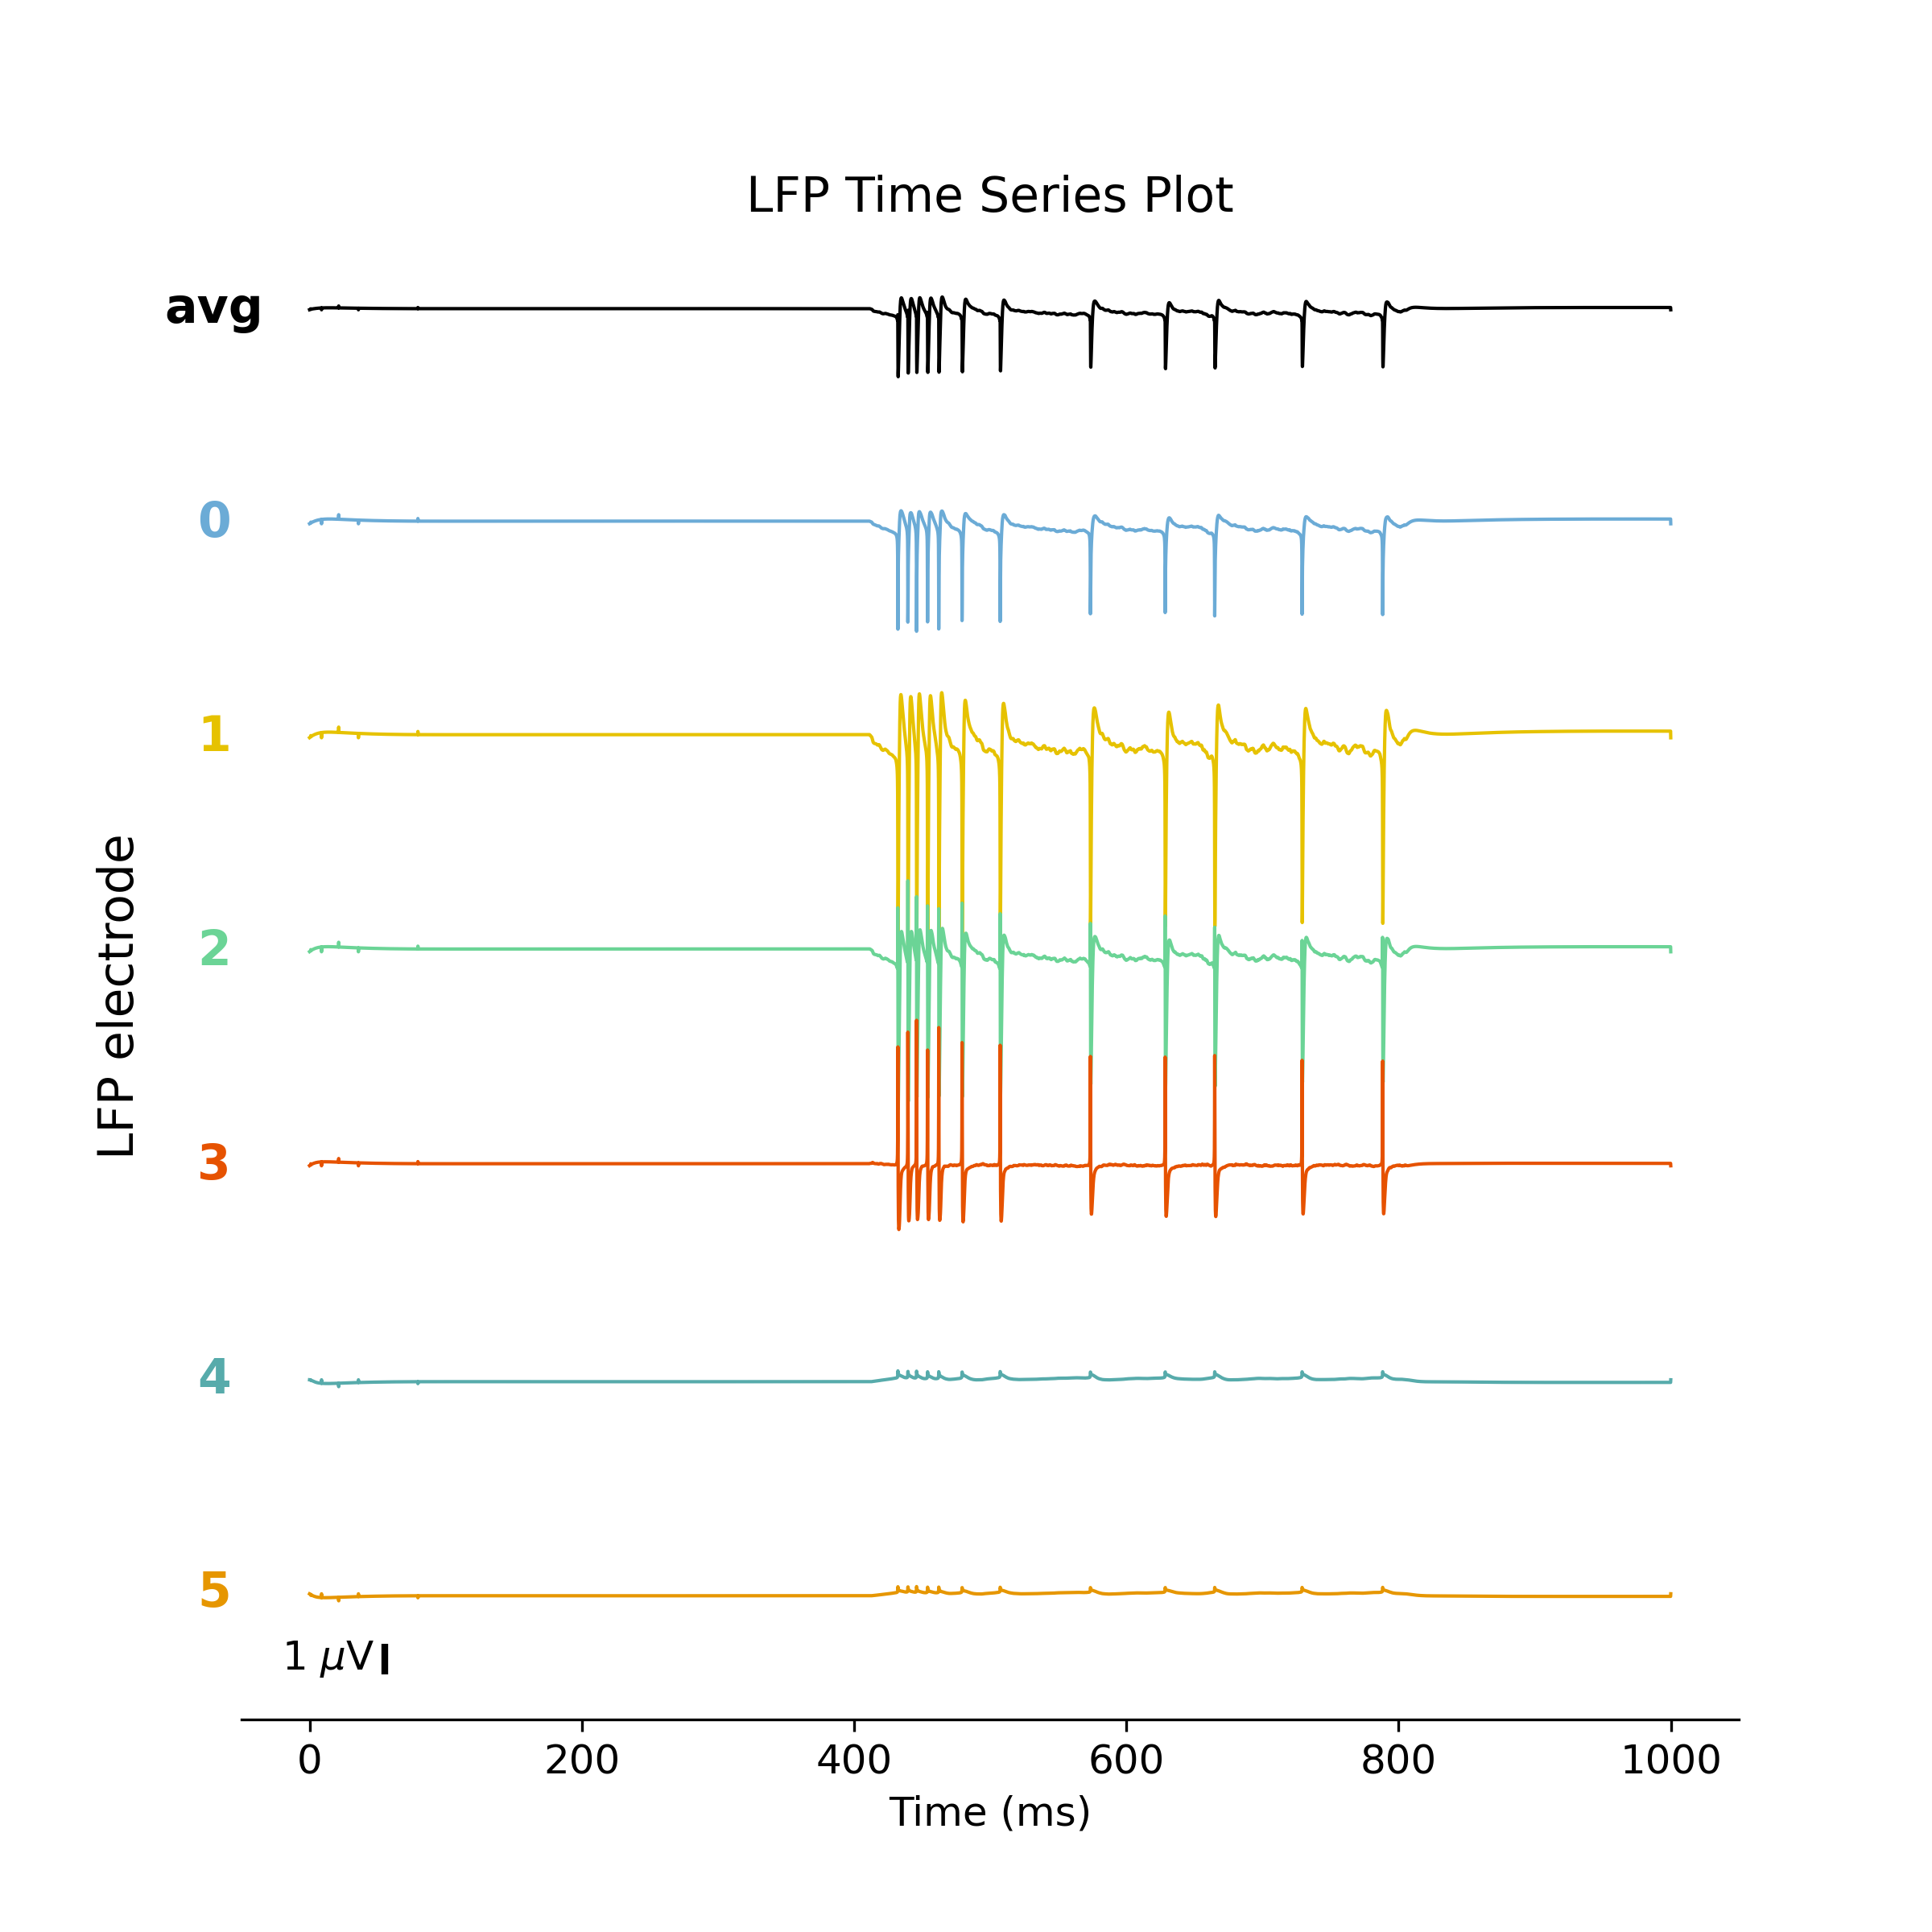 LFP Time Series Plot
avg
0
1
2
3
4
5
LFP electrode
1 μV
0 200 400 600 800 1000
Time (ms)